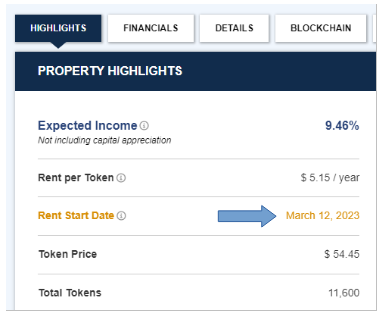 HIGHLIGHTS FINANCIALS DETAILS BLOCKCHAIN
PROPERTY HIGHLIGHTS
Expected Income 9.46%
Not including capital appreciation
Rent per Token $ 5.15 / year
Rent Start Date March 12, 2023
Token Price $ 54.45
Total Tokens 11,600